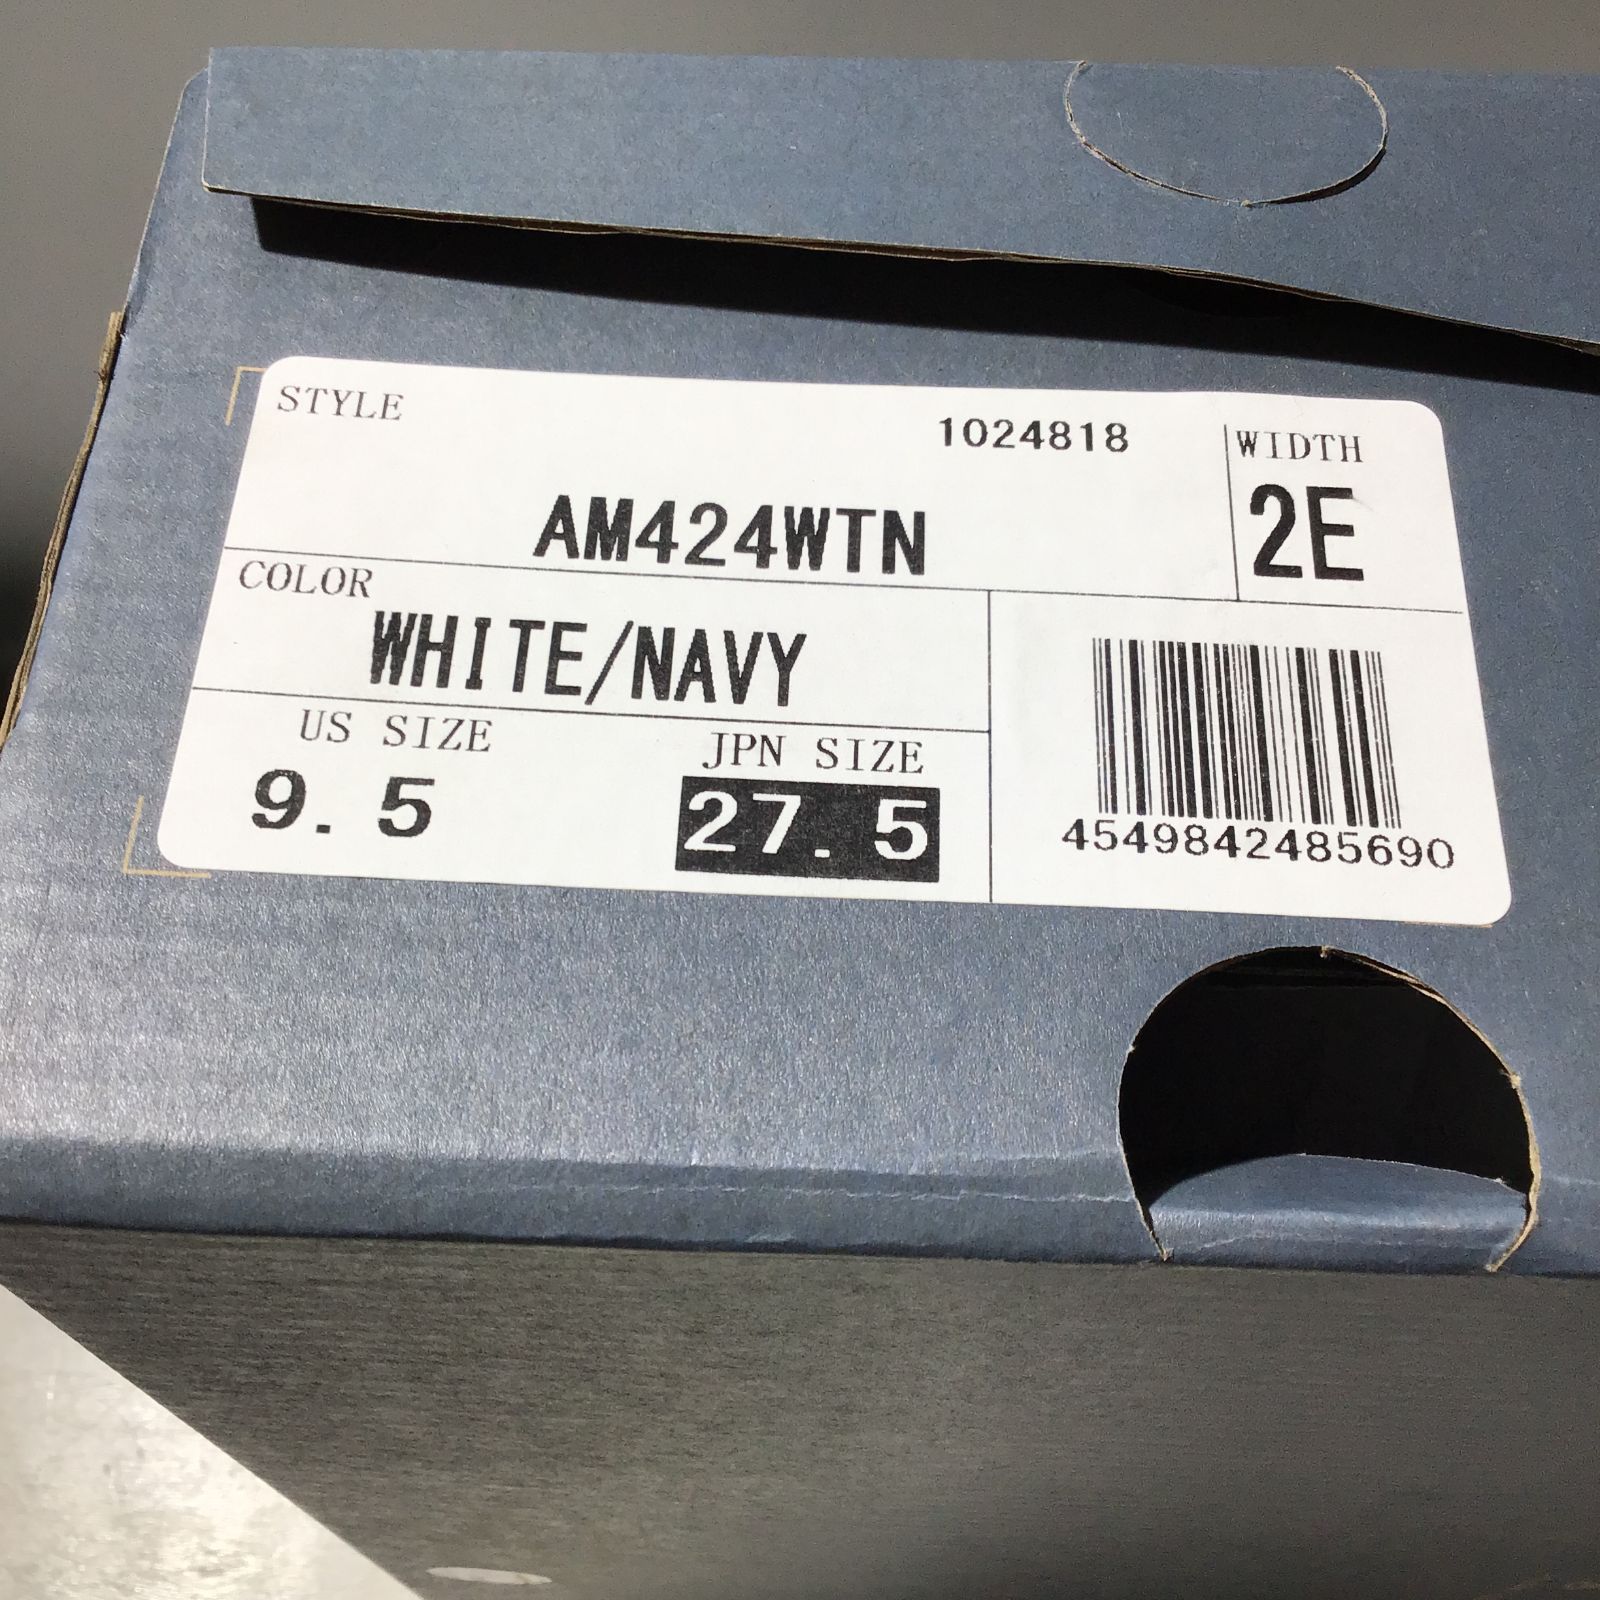 STYLE
1024818
WIDTH
AM424WTN
2E
COLOR
WHITE/NAVY
US SIZE
JPN SIZE
9.5
27.5
4549842485690